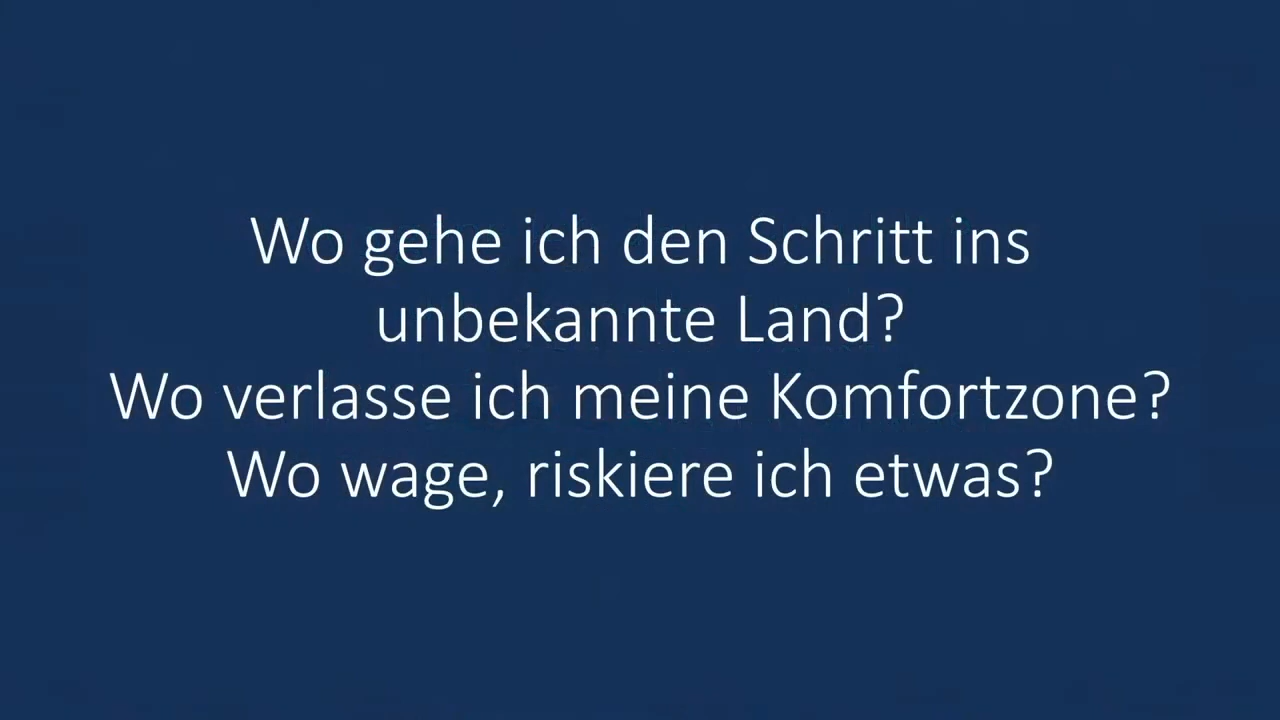 Wo gehe ich den Schritt ins
unbekannte Land?
Wo verlasse ich meine Komfortzone?
Wo wage, riskiere ich etwas?